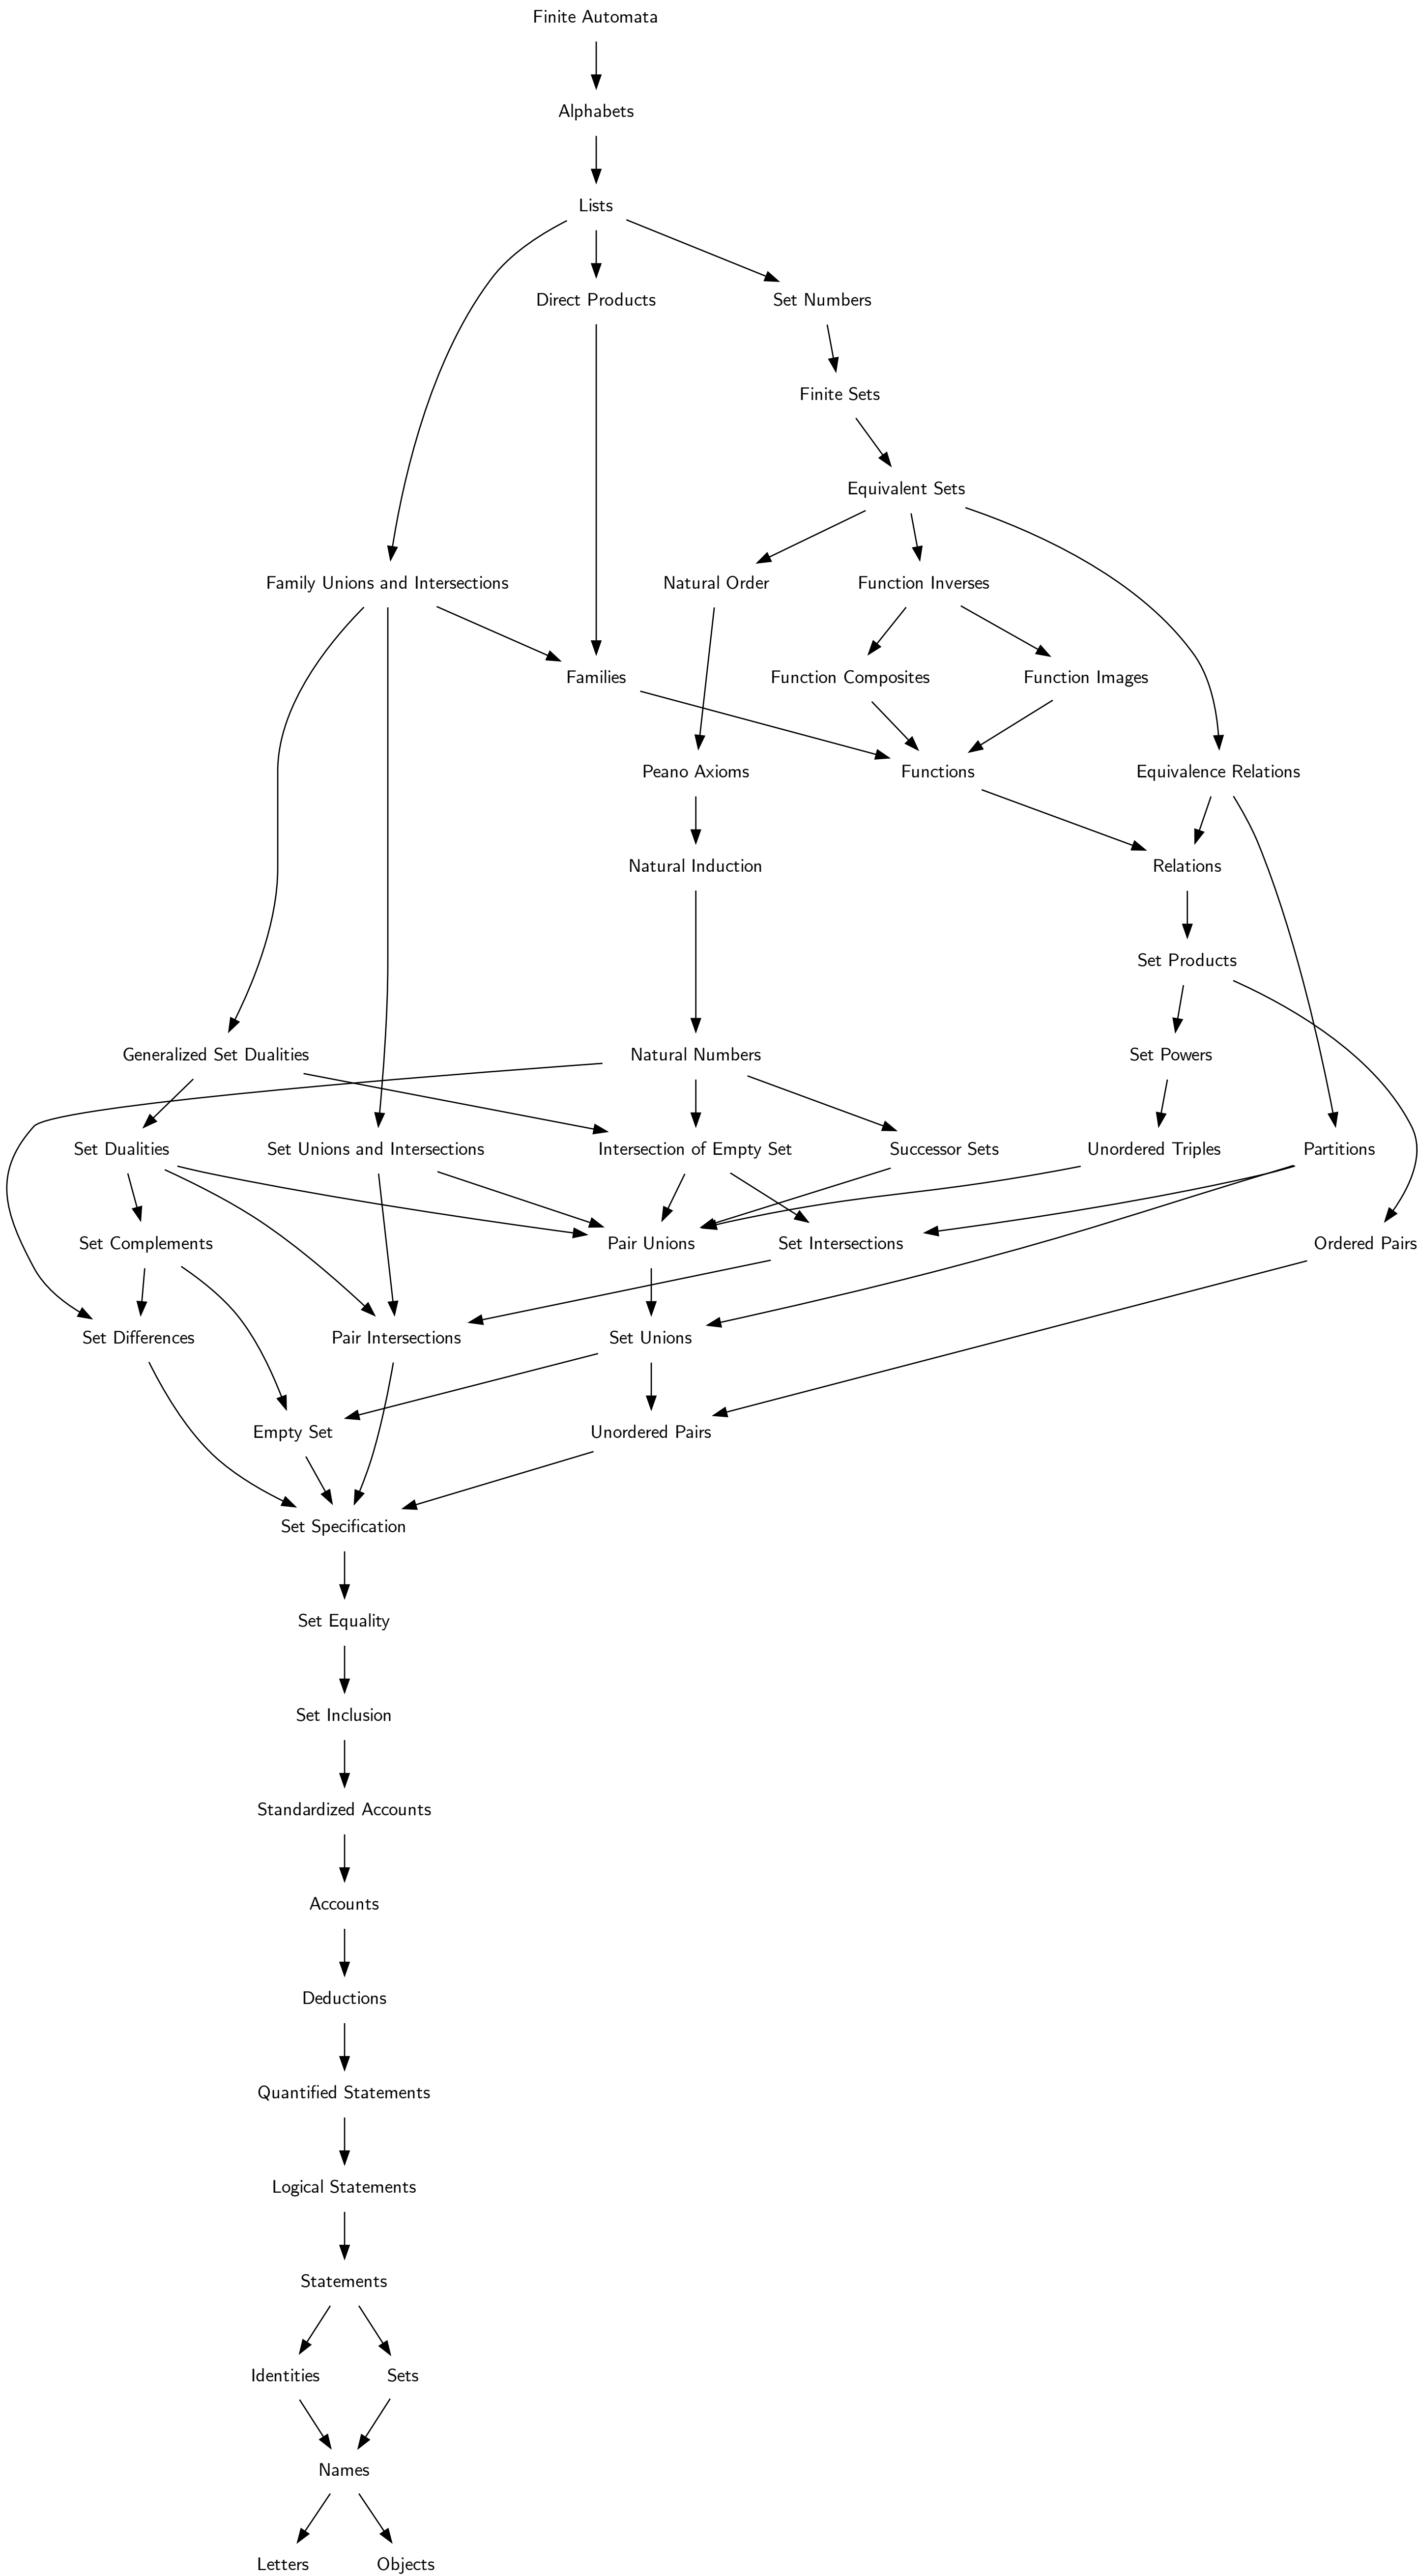 Finite Automata
Alphabets
Lists
Direct Products
Set Numbers
Finite Sets
Equivalent Sets
Family Unions and Intersections
Natural Order
Function Inverses
Families
Function Composites
Function Images
Peano Axioms
Functions
Equivalence Relations
Natural Induction
Relations
Set Products
Generalized Set Dualities
Natural Numbers
Set Powers
Set Dualities
Set Unions and Intersections
Intersection of Empty Set
Successor Sets
Unordered Triples
Partitions
Set Complements
Pair Unions
Set Intersections
Ordered Pairs
Set Differences
Pair Intersections
Set Unions
Empty Set
Unordered Pairs
Set Specification
Set Equality
Set Inclusion
Standardized Accounts
Accounts
Deductions
Quantified Statements
Logical Statements
Statements
Identities
Sets
Names
Letters
Objects